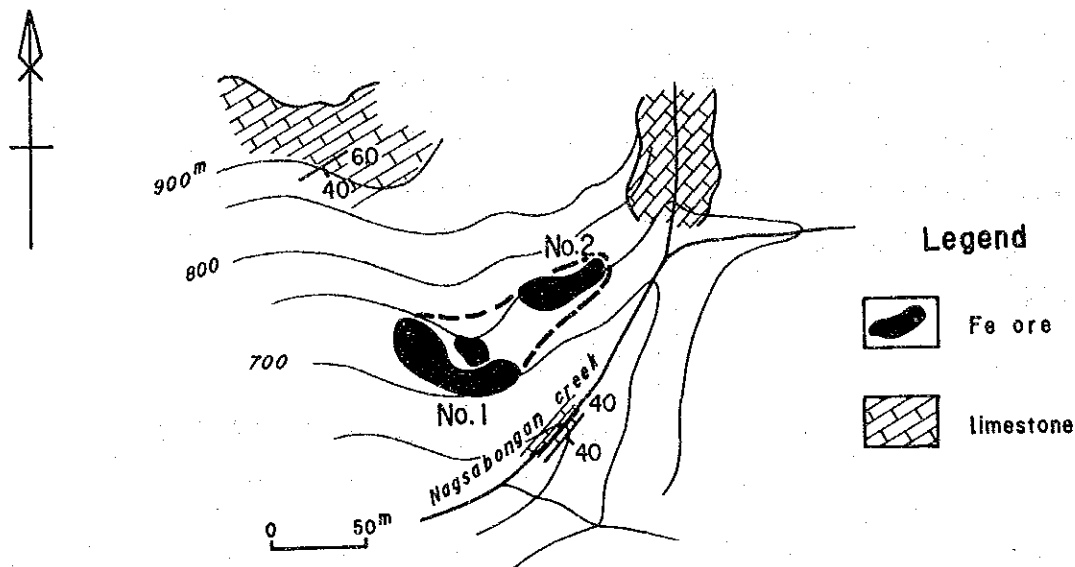 60
40
900m
No.2
Legend
800
Fe ore
700
No.1
Nagsabongan creek
40
40
limestone
0 50m